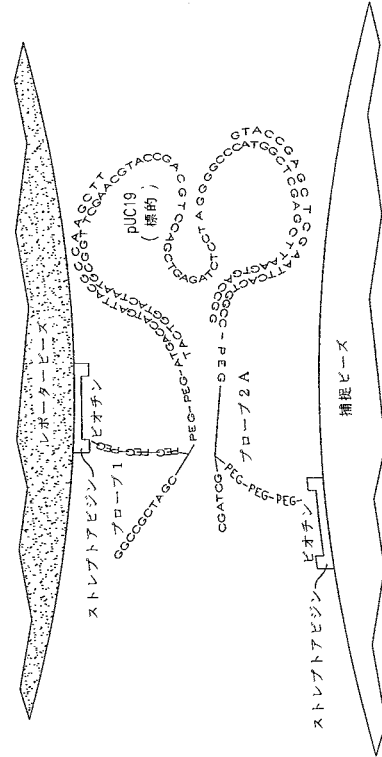 レポータービーズ
ストレプトアビジン
ビオチン
プローブ1
GGCCGCTAGC
PEG-PEG-ATGACCATGATTACGCCAAGCTT
pUC19
(標的)
CGATCG
プローブ2A
PEG-PEG-PEG-
ビオチン
ストレプトアビジン
捕捉ビーズ